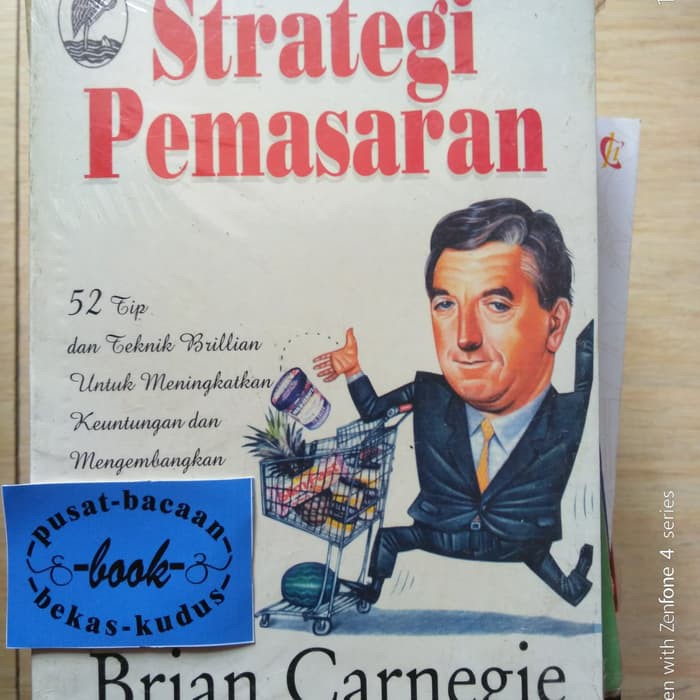 Strategi
Pemasaran
52 Tip
dan Teknik Brillian
Untuk Meningkatkan
Keuntungan dan
Mengembangkan
-pusat-bacaan-
-book-
bekas-kudus-
Brian Carnegie
en with Zenfone 4 series